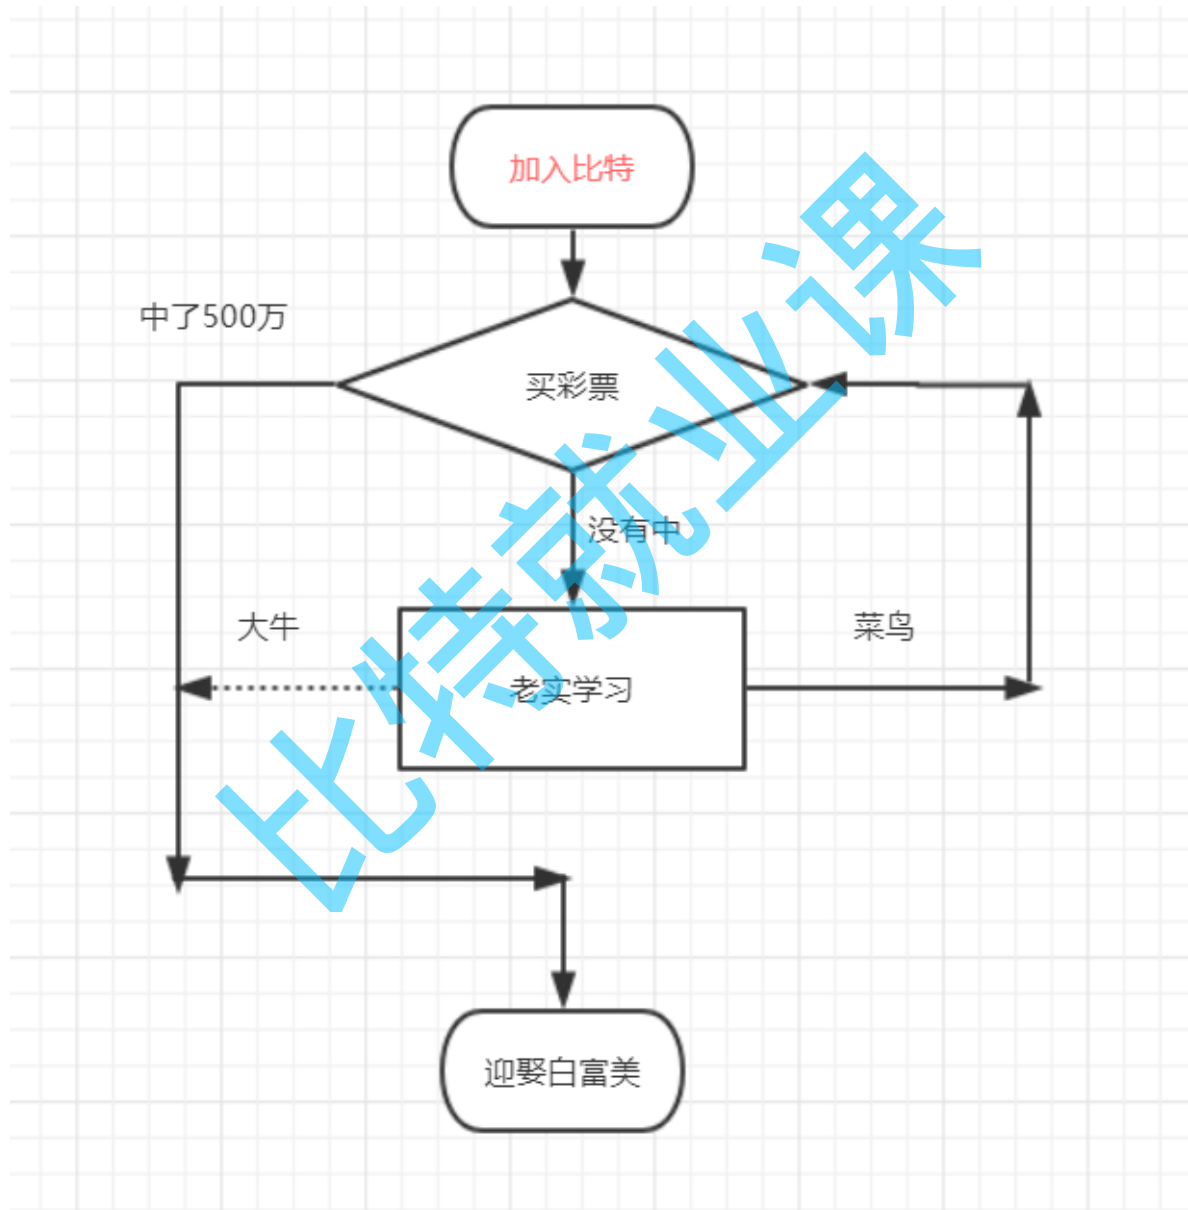 加入比特
中了500万
买彩票
没有中
大牛
菜鸟
老实学习
迎娶白富美
比特就业课